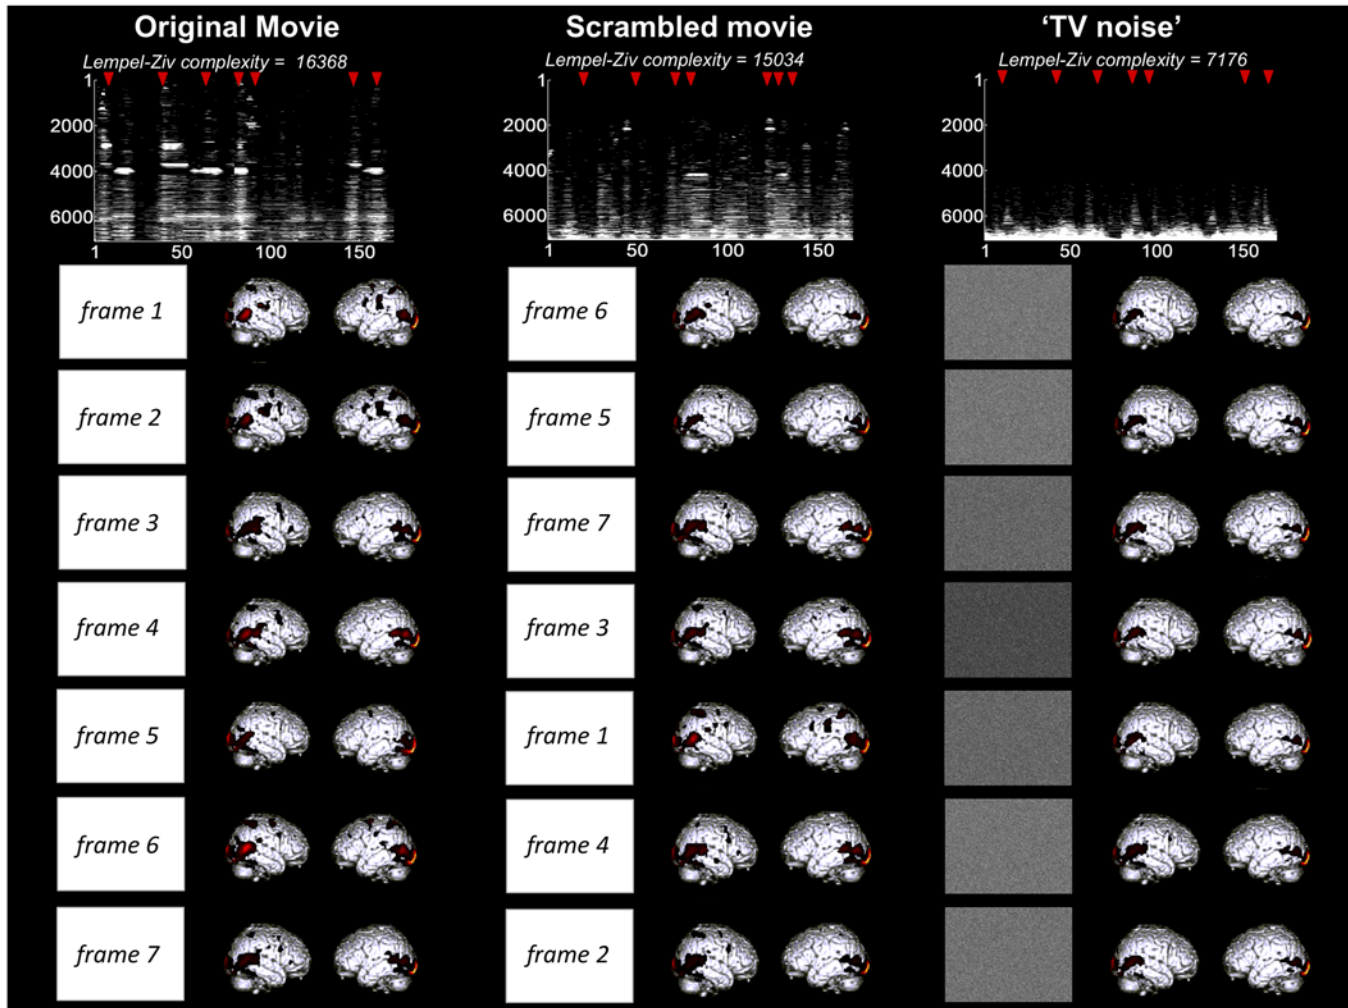 Original Movie
Lempel-Ziv complexity = 16368
1
2000
4000
6000
1 50 100 150
frame 1
frame 2
frame 3
frame 4
frame 5
frame 6
frame 7
Scrambled movie
Lempel-Ziv complexity = 15034
1
2000
4000
6000
1 50 100 150
frame 6
frame 5
frame 7
frame 3
frame 1
frame 4
frame 2
‘TV noise’
Lempel-Ziv complexity = 7176
1
2000
4000
6000
1 50 100 150